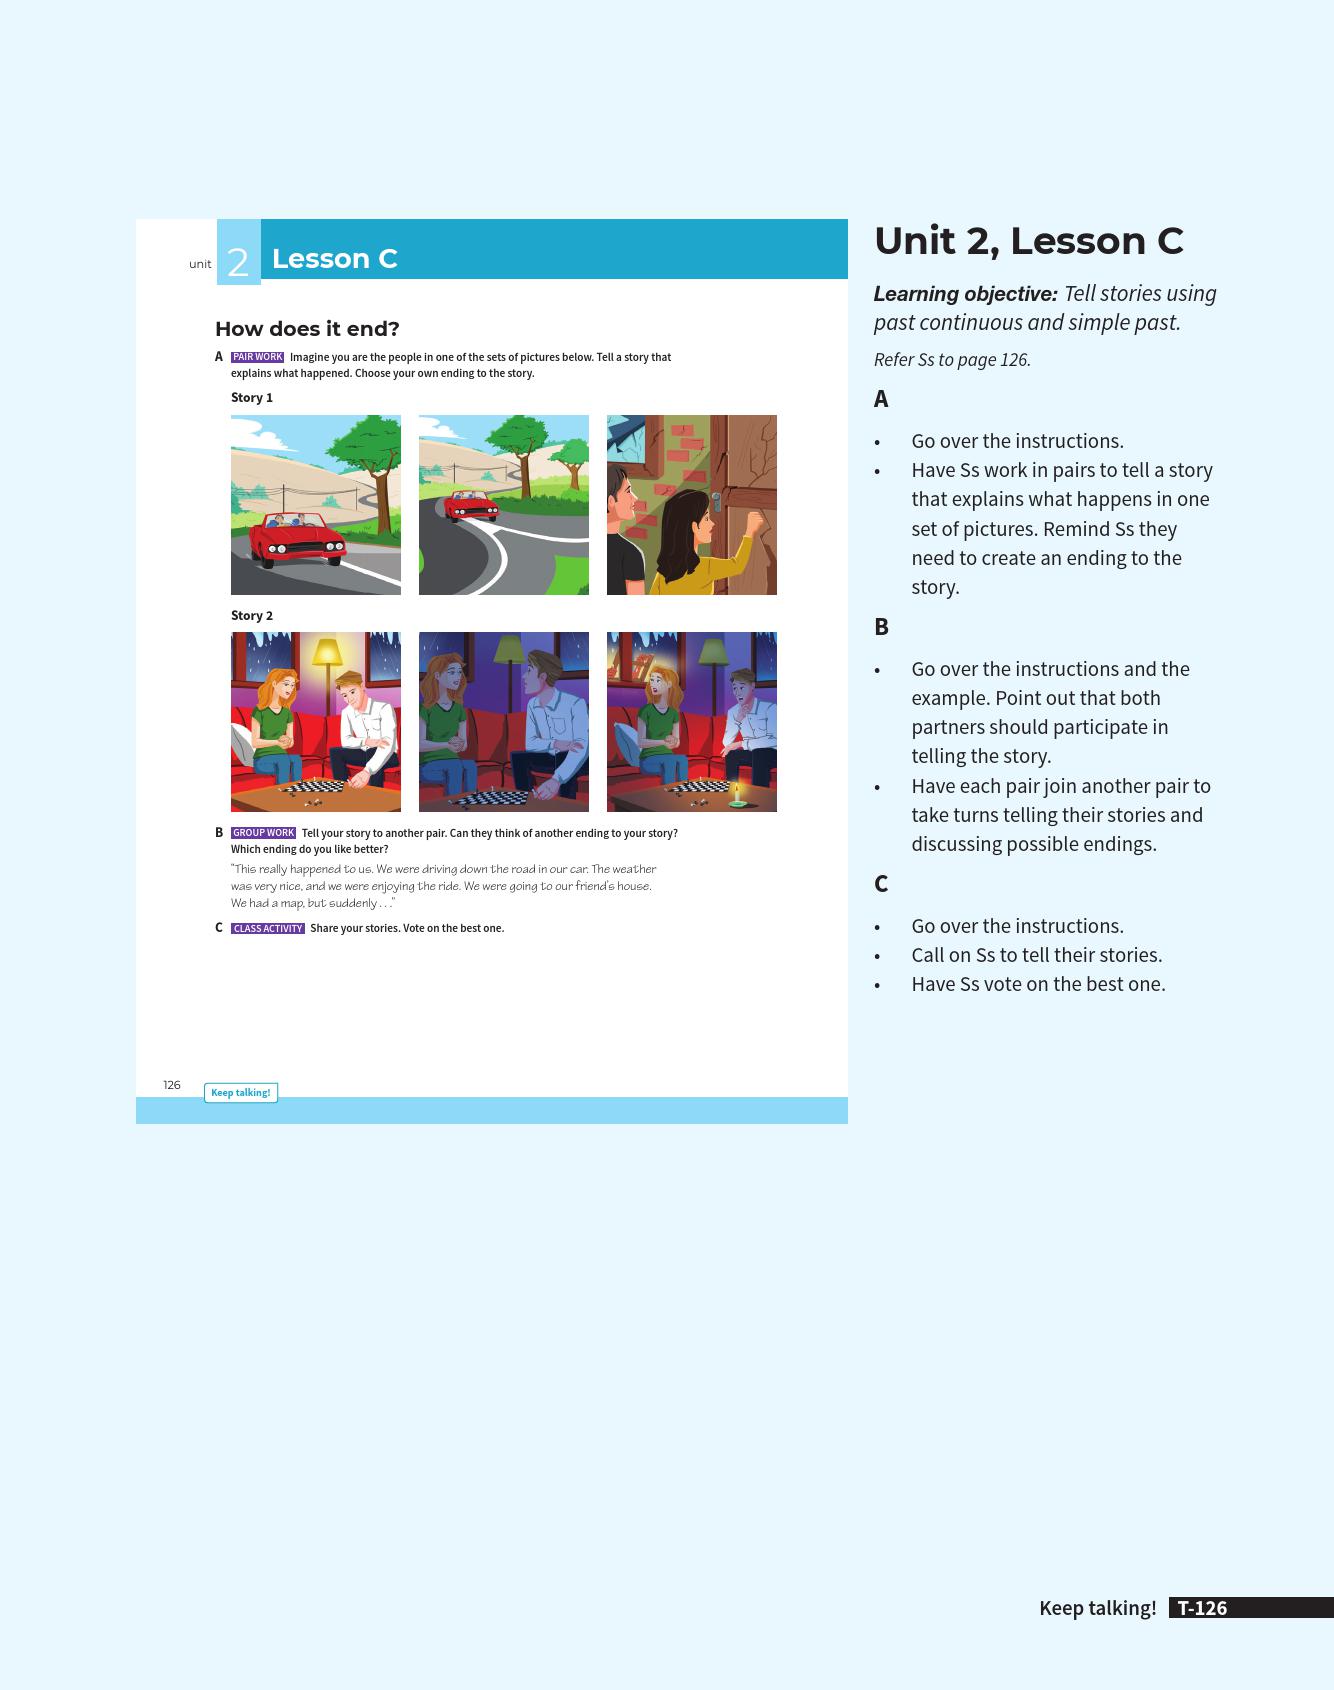 unit 2 Lesson C
How does it end?
A PAIR WORK Imagine you are the people in one of the sets of pictures below. Tell a story that
explains what happened. Choose your own ending to the story.
Story 1
Story 2
B GROUP WORK Tell your story to another pair. Can they think of another ending to your story?
Which ending do you like better?
“This really happened to us. We were driving down the road in our car. The weather
was very nice, and we were enjoying the ride. We were going to our friend’s house.
We had a map, but suddenly . . .”
C CLASS ACTIVITY Share your stories. Vote on the best one.
126
Keep talking!
Unit 2, Lesson C
Learning objective: Tell stories using
past continuous and simple past.
Refer Ss to page 126.
A
• Go over the instructions.
• Have Ss work in pairs to tell a story
that explains what happens in one
set of pictures. Remind Ss they
need to create an ending to the
story.
B
• Go over the instructions and the
example. Point out that both
partners should participate in
telling the story.
• Have each pair join another pair to
take turns telling their stories and
discussing possible endings.
C
• Go over the instructions.
• Call on Ss to tell their stories.
• Have Ss vote on the best one.
Keep talking! T-126